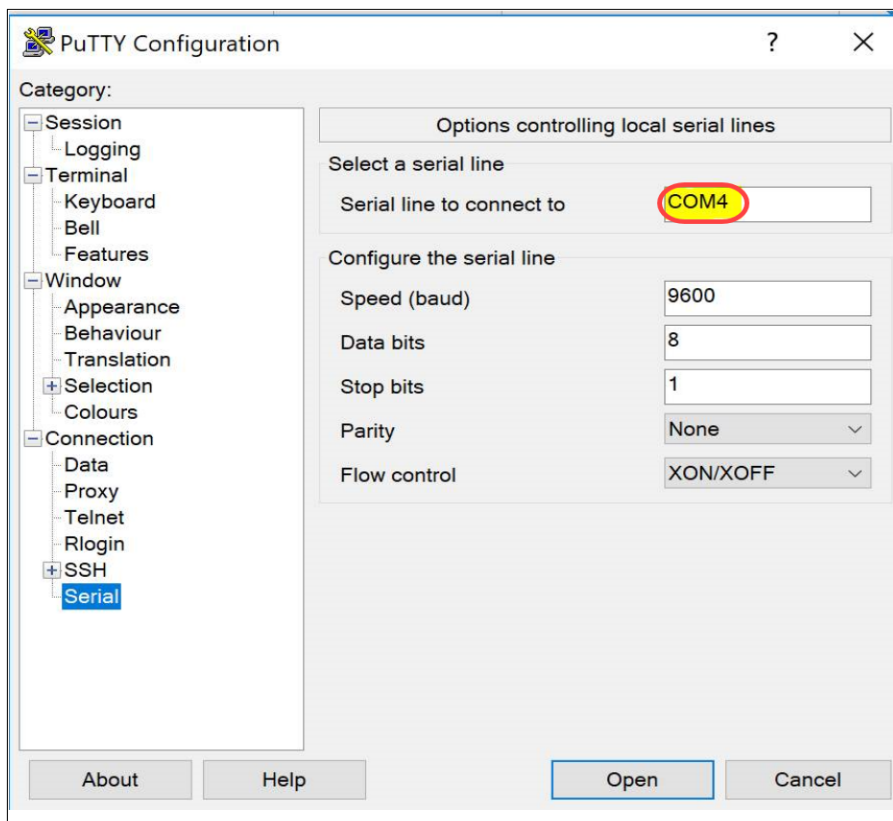 PuTTY Configuration
?
Category:
Session
Logging
Terminal
Keyboard
Bell
Features
Window
Appearance
Behaviour
Translation
Selection
Colours
Connection
Data
Proxy
Telnet
Rlogin
SSH
Serial
Options controlling local serial lines
Select a serial line
Serial line to connect to COM4
Configure the serial line
Speed (baud) 9600
Data bits 8
Stop bits 1
Parity None
Flow control XON/XOFF
About Help Open Cancel